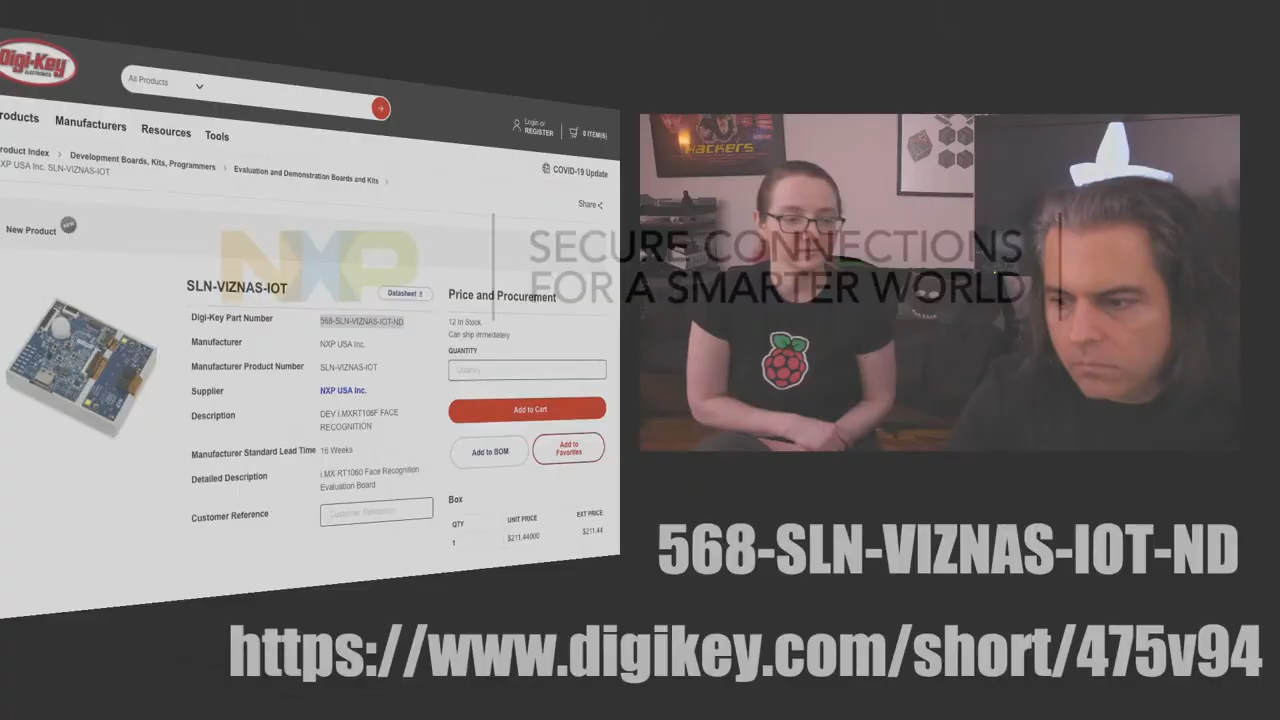 Digi-Key
ELECTRONICS
All Products
Login or
REGISTER
0 ITEM(S)
roducts
Manufacturers
Resources
Tools
roduct Index > Development Boards, Kits, Programmers > Evaluation and Demonstration Boards and Kits >
XP USA Inc. SLN-VIZNAS-IOT
COVID-19 Update
Share
New Product
NEW
NXP
SECURE CONNECTIONS
FOR A SMARTER WORLD
SLN-VIZNAS-IOT
Datasheet
Digi-Key Part Number 568-SLN-VIZNAS-IOT-ND
Manufacturer NXP USA Inc.
Manufacturer Product Number SLN-VIZNAS-IOT
Supplier NXP USA Inc.
Description DEV I.MXRT106F FACE
RECOGNITION
Manufacturer Standard Lead Time 16 Weeks
Detailed Description i.MX RT1060 Face Recognition
Evaluation Board
Customer Reference
Customer Reference
Price and Procurement
12 In Stock
Can ship immediately
QUANTITY
Quantity
Add to Cart
Add to BOM
Add to
Favorites
Box
QTY UNIT PRICE EXT PRICE
1 $211.44000 $211.44
HACKERS
568-SLN-VIZNAS-IOT-ND
https://www.digikey.com/short/475v94